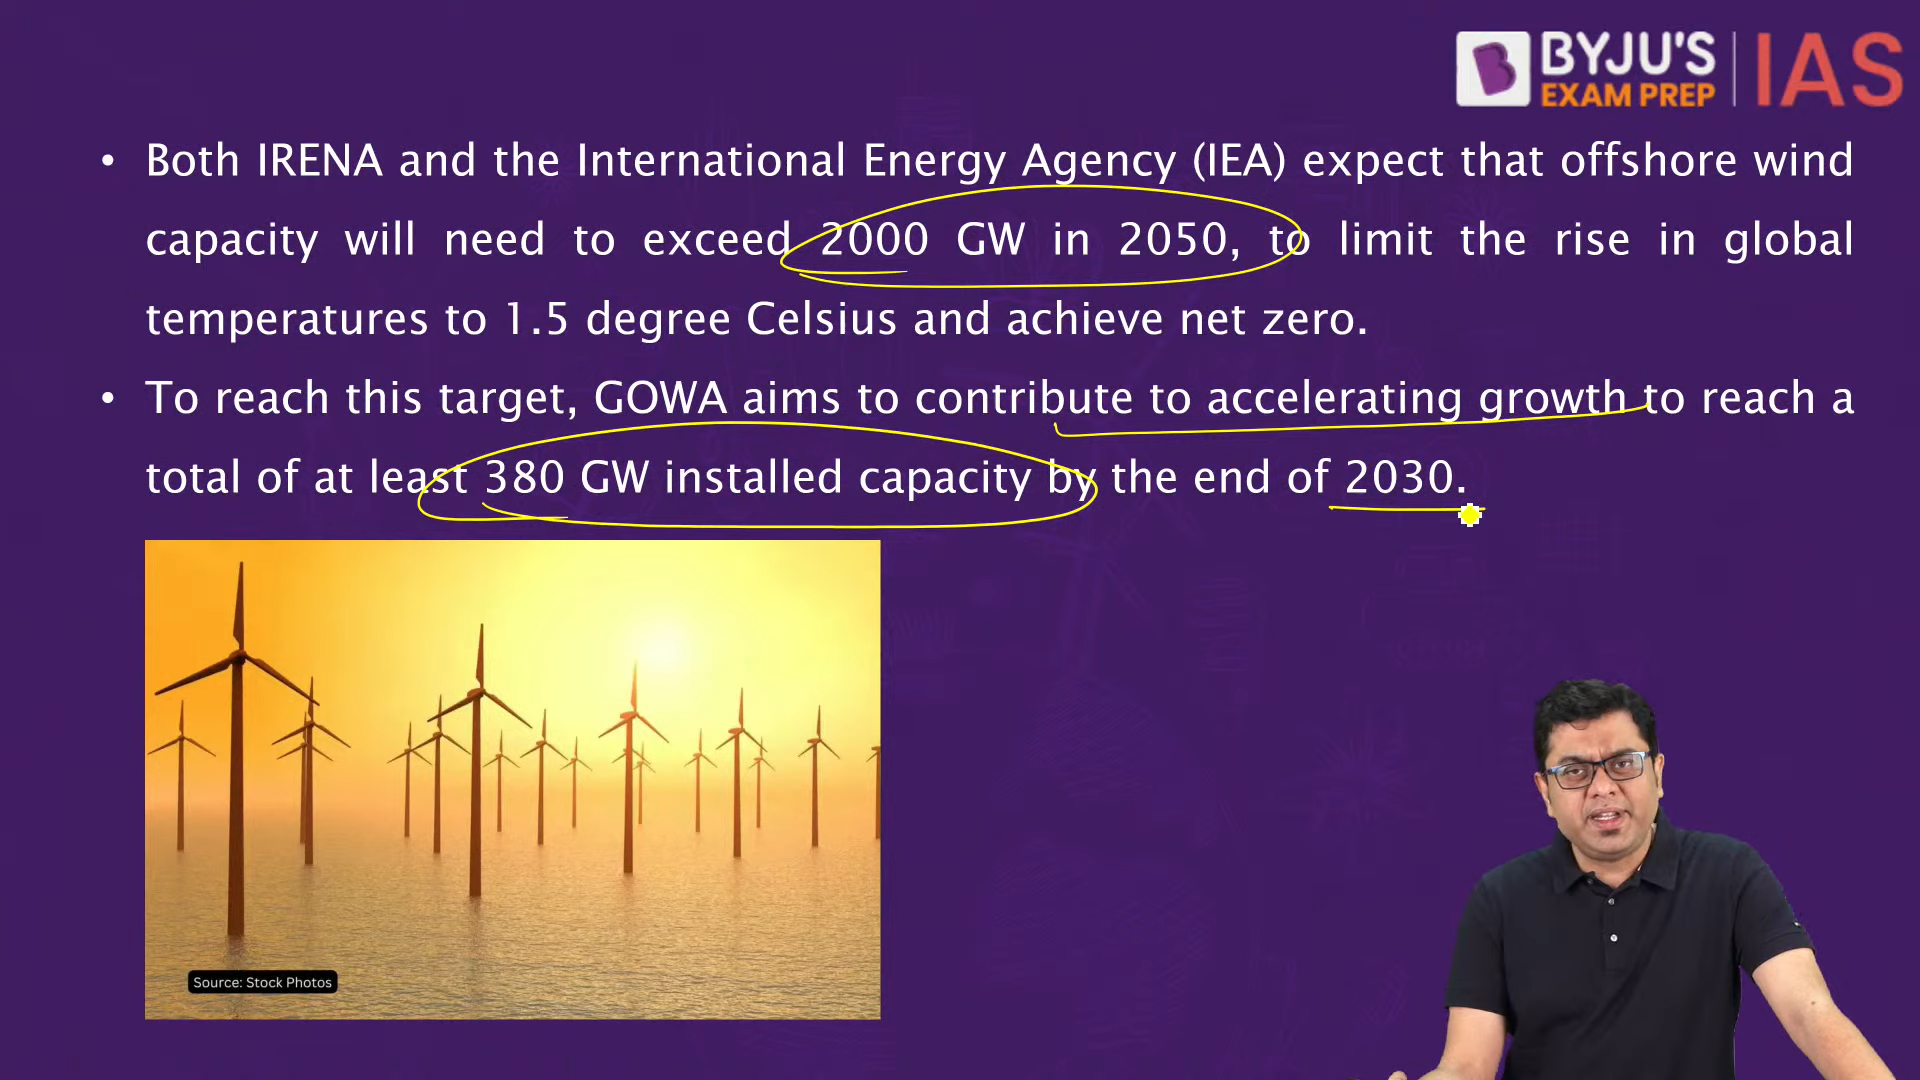 BYJU'S
EXAM PREP
IAS
• Both IRENA and the International Energy Agency (IEA) expect that offshore wind
capacity will need to exceed 2000 GW in 2050, to limit the rise in global
temperatures to 1.5 degree Celsius and achieve net zero.
• To reach this target, GOWA aims to contribute to accelerating growth to reach a
total of at least 380 GW installed capacity by the end of 2030.
Source: Stock Photos